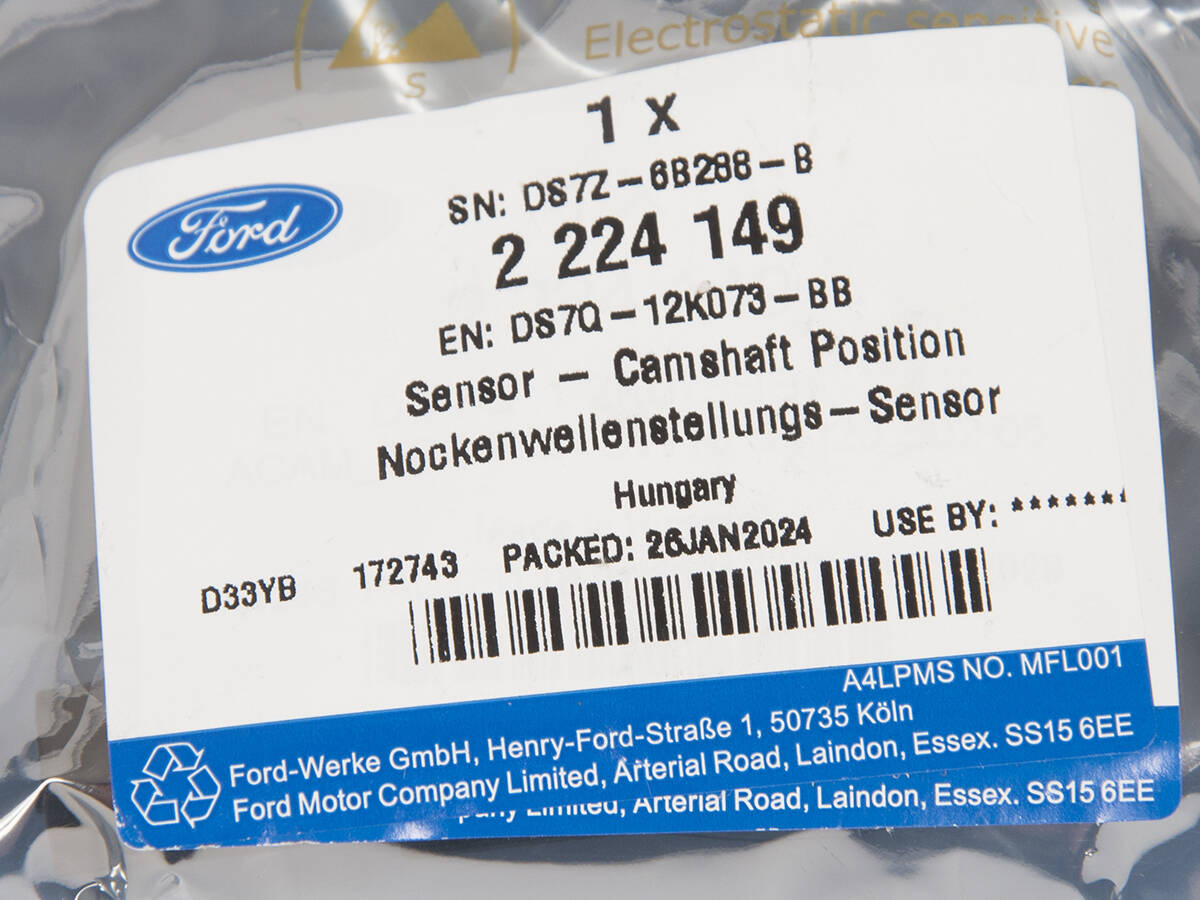 S
Electrostatic sensitive
1 x
Ford
SN: DS7Z-6B288-B
2 224 149
EN: DS7Q-12K073-BB
Sensor - Camshaft Position
Nockenwellenstellungs-Sensor
Hungary
D33YB 172743 PACKED: 26JAN2024 USE BY: *******
A4LPMS NO. MFL001
Ford-Werke GmbH, Henry-Ford-Straße 1, 50735 Köln
Ford Motor Company Limited, Arterial Road, Laindon, Essex. SS15 6EE
Limited, Arterial Road, Laindon, Essex. SS15 6EE